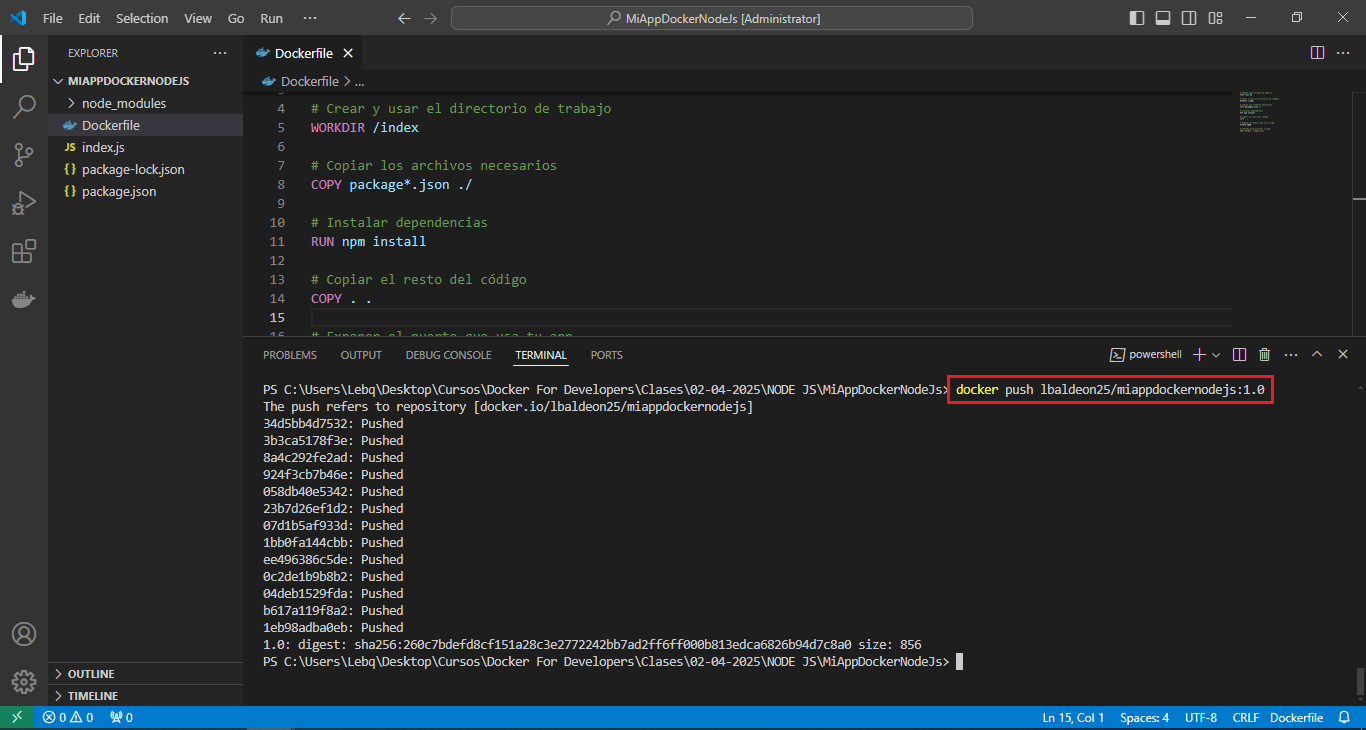 File Edit Selection View Go Run ··· MiAppDockerNodeJs [Administrator]
EXPLORER
MIAPPDOCKERNODEJS
node_modules
Dockerfile
JS index.js
{} package-lock.json
{} package.json
OUTLINE
TIMELINE
Dockerfile
Dockerfile > ...
4 # Crear y usar el directorio de trabajo
5 WORKDIR /index
6
7 # Copiar los archivos necesarios
8 COPY package*.json ./
9
10 # Instalar dependencias
11 RUN npm install
12
13 # Copiar el resto del código
14 COPY . .
15
16 # Exponer el puerto que usa tu app
PROBLEMS OUTPUT DEBUG CONSOLE TERMINAL PORTS powershell
PS C:\Users\Lebq\Desktop\Cursos\Docker For Developers\Clases\02-04-2025\NODE JS\MiAppDockerNodeJs> docker push lbaldeon25/miappdockernodejs:1.0
The push refers to repository [docker.io/lbaldeon25/miappdockernodejs]
34d5bb4d7532: Pushed
3b3ca5178f3e: Pushed
8a4c292fe2ad: Pushed
924f3cb7b46e: Pushed
058db40e5342: Pushed
23b7d26ef1d2: Pushed
07d1b5af933d: Pushed
1bb0fa144cbb: Pushed
ee496386c5de: Pushed
0c2de1b9b8b2: Pushed
04deb1529fda: Pushed
b617a119f8a2: Pushed
1eb98adba0eb: Pushed
1.0: digest: sha256:260c7bdefd8cf151a28c3e2772242bb7ad2ff6ff000b813edca6826b94d7c8a0 size: 856
PS C:\Users\Lebq\Desktop\Cursos\Docker For Developers\Clases\02-04-2025\NODE JS\MiAppDockerNodeJs>
0 0 0 Ln 15, Col 1 Spaces: 4 UTF-8 CRLF Dockerfile